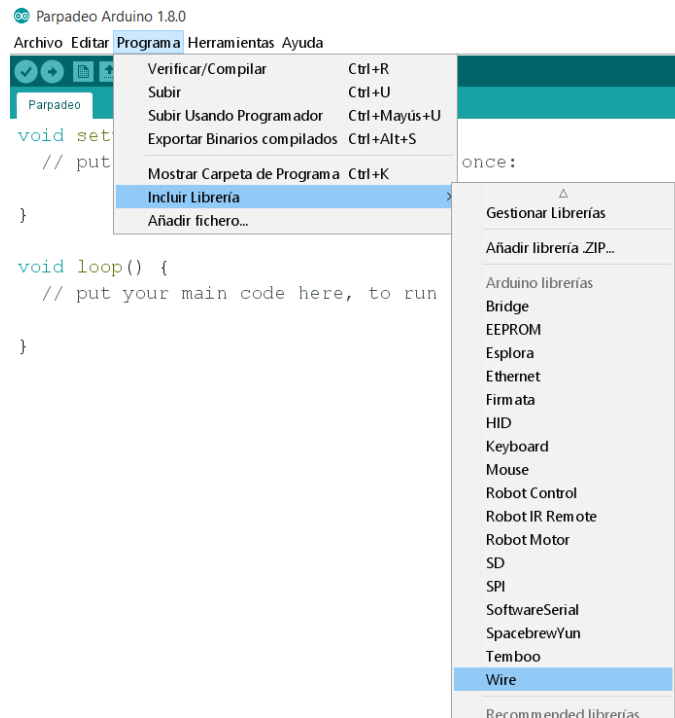 Parpadeo Arduino 1.8.0
Archivo Editar Programa Herramientas Ayuda
Verificar/Compilar Ctrl+R
Subir Ctrl+U
Subir Usando Programador Ctrl+Mayús+U
Exportar Binarios compilados Ctrl+Alt+S
Mostrar Carpeta de Programa Ctrl+K
Incluir Librería
Añadir fichero...
Parpadeo
void set
// put once:
}
void loop() {
// put your main code here, to run
}
Gestionar Librerías
Añadir librería .ZIP...
Arduino librerías
Bridge
EEPROM
Esplora
Ethernet
Firmata
HID
Keyboard
Mouse
Robot Control
Robot IR Remote
Robot Motor
SD
SPI
SoftwareSerial
SpacebrewYun
Temboo
Wire
Recommended librerías